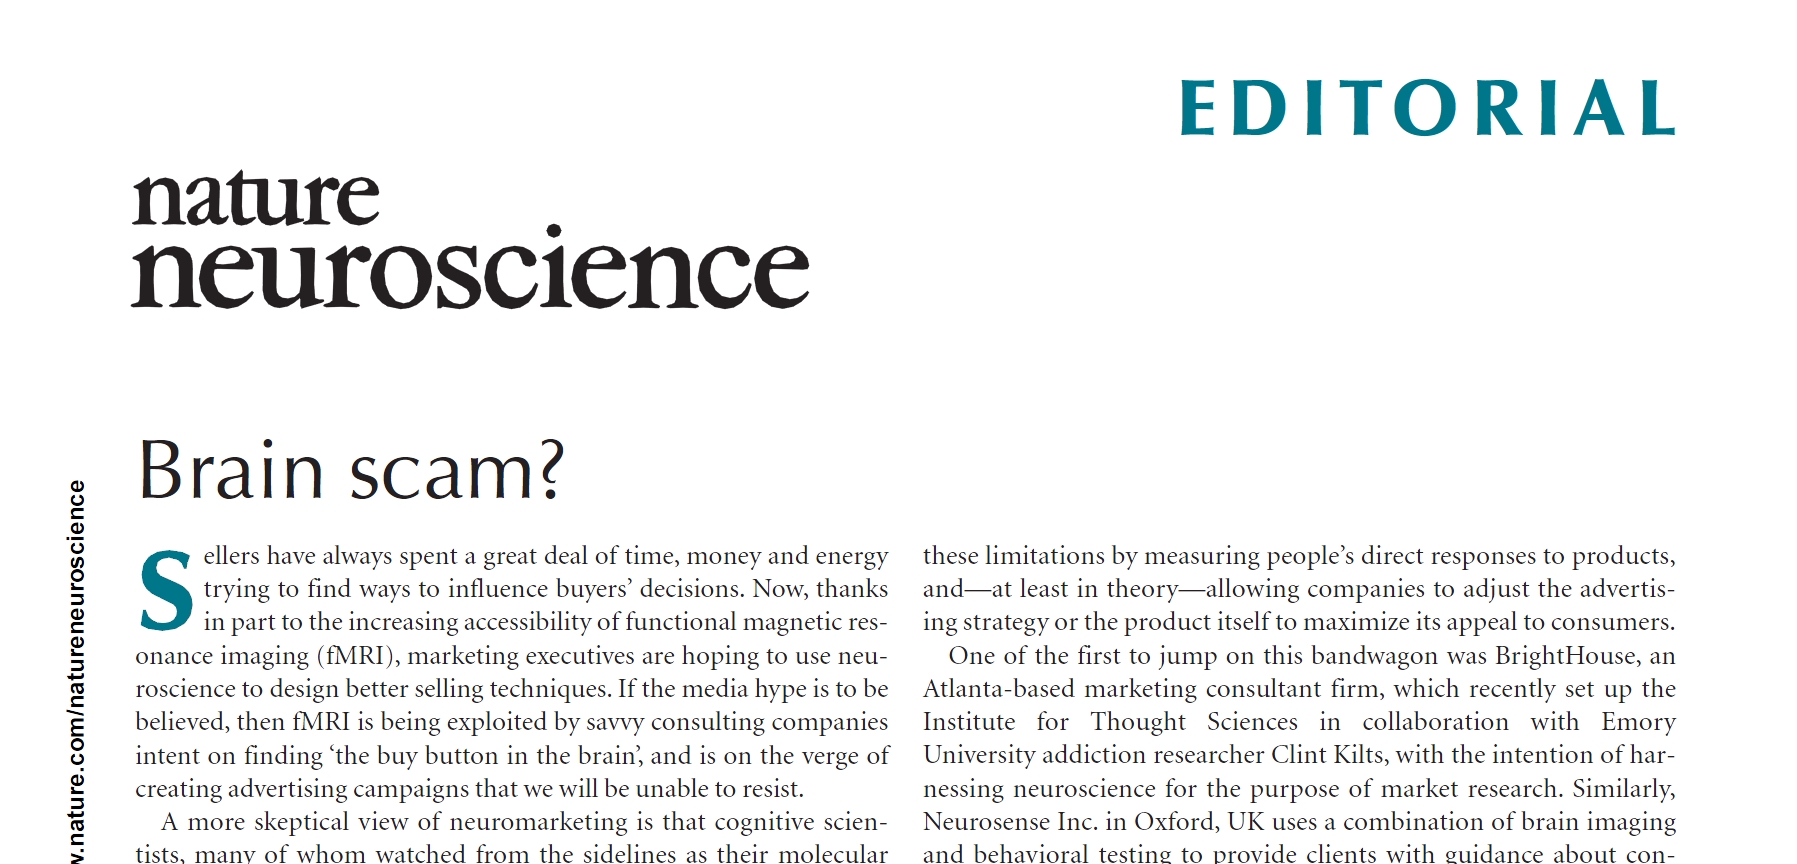 EDITORIAL
nature
neuroscience
Brain scam?
Sellers have always spent a great deal of time, money and energy
trying to find ways to influence buyers’ decisions. Now, thanks
in part to the increasing accessibility of functional magnetic res-
onance imaging (fMRI), marketing executives are hoping to use neu-
roscience to design better selling techniques. If the media hype is to be
believed, then fMRI is being exploited by savvy consulting companies
intent on finding ‘the buy button in the brain’, and is on the verge of
creating advertising campaigns that we will be unable to resist.
A more skeptical view of neuromarketing is that cognitive scien-
tists, many of whom watched from the sidelines as their molecular
these limitations by measuring people’s direct responses to products,
and—at least in theory—allowing companies to adjust the advertis-
ing strategy or the product itself to maximize its appeal to consumers.
One of the first to jump on this bandwagon was BrightHouse, an
Atlanta-based marketing consultant firm, which recently set up the
Institute for Thought Sciences in collaboration with Emory
University addiction researcher Clint Kilts, with the intention of har-
nessing neuroscience for the purpose of market research. Similarly,
Neurosense Inc. in Oxford, UK uses a combination of brain imaging
and behavioral testing to provide clients with guidance about con-
w.nature.com/natureneuroscience